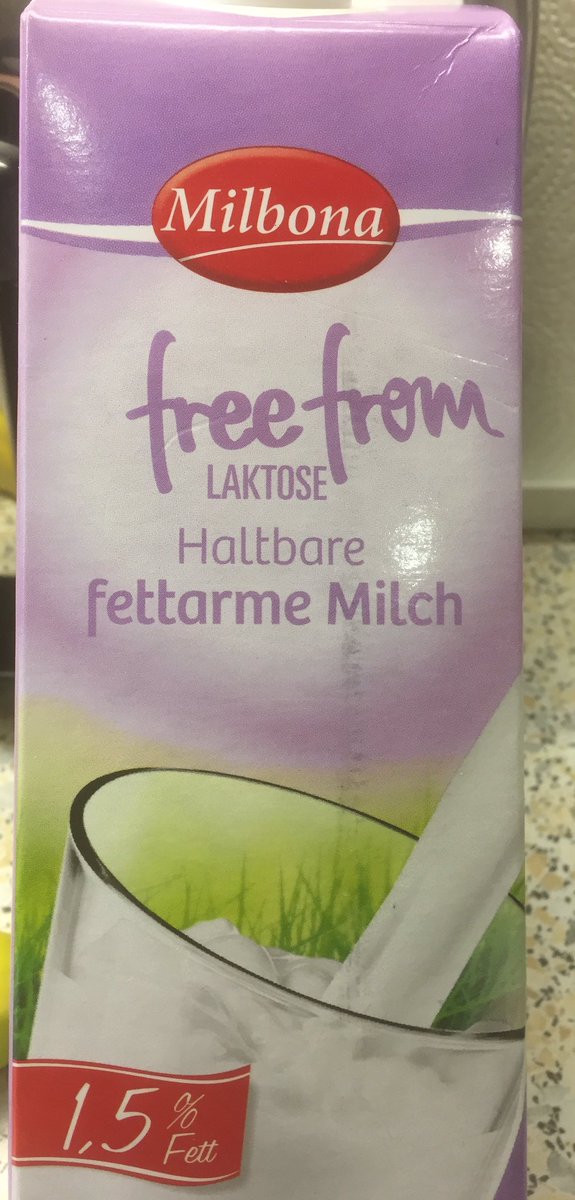 Milbona
free from
LAKTOSE
Haltbare
fettarme Milch
1,5 %
Fett